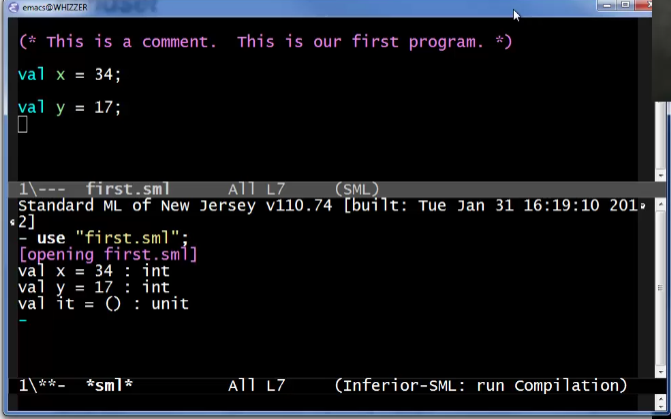 emacs@WHIZZER
(* This is a comment.  This is our first program. *)
val x = 34;
val y = 17;
1\---  first.sml       All L7     (SML)
Standard ML of New Jersey v110.74 [built: Tue Jan 31 16:19:10 201
2]
- use "first.sml";
[opening first.sml]
val x = 34 : int
val y = 17 : int
val it = () : unit
-
1\**-  *sml*           All L7     (Inferior-SML: run Compilation)